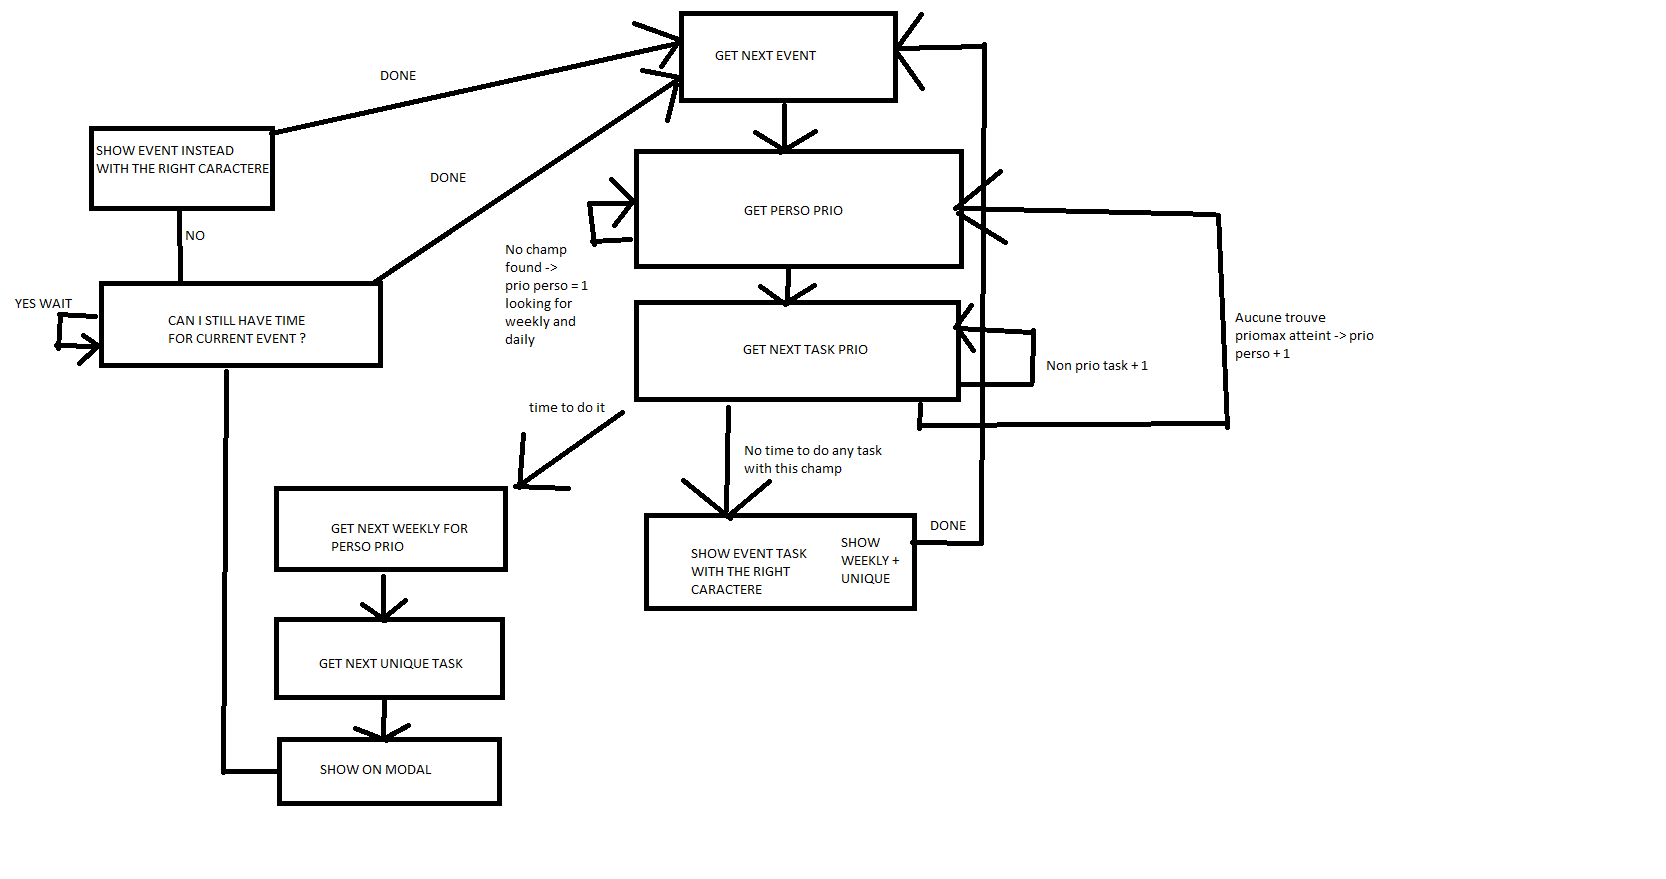 GET NEXT EVENT
DONE
SHOW EVENT INSTEAD
WITH THE RIGHT CARACTERE
DONE
GET PERSO PRIO
NO
No champ
found ->
prio perso = 1
looking for
weekly and
daily
YES WAIT
CAN I STILL HAVE TIME
FOR CURRENT EVENT ?
GET NEXT TASK PRIO
Non prio task + 1
Aucune trouve
priomax atteint -> prio
perso + 1
time to do it
No time to do any task
with this champ
GET NEXT WEEKLY FOR
PERSO PRIO
SHOW EVENT TASK
WITH THE RIGHT
CARACTERE
SHOW
WEEKLY +
UNIQUE
DONE
GET NEXT UNIQUE TASK
SHOW ON MODAL